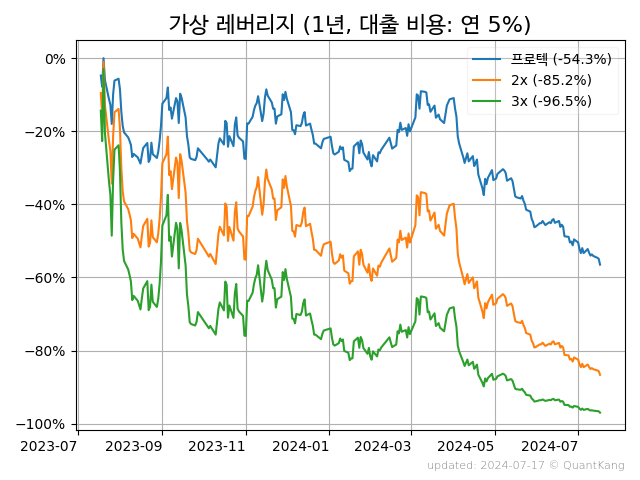 가상 레버리지 (1년, 대출 비용: 연 5%)
프로텍 (-54.3%)
2x (-85.2%)
3x (-96.5%)
0%
−20%
−40%
−60%
−80%
−100%
2023-07 2023-09 2023-11 2024-01 2024-03 2024-05 2024-07
updated: 2024-07-17 © QuantKang